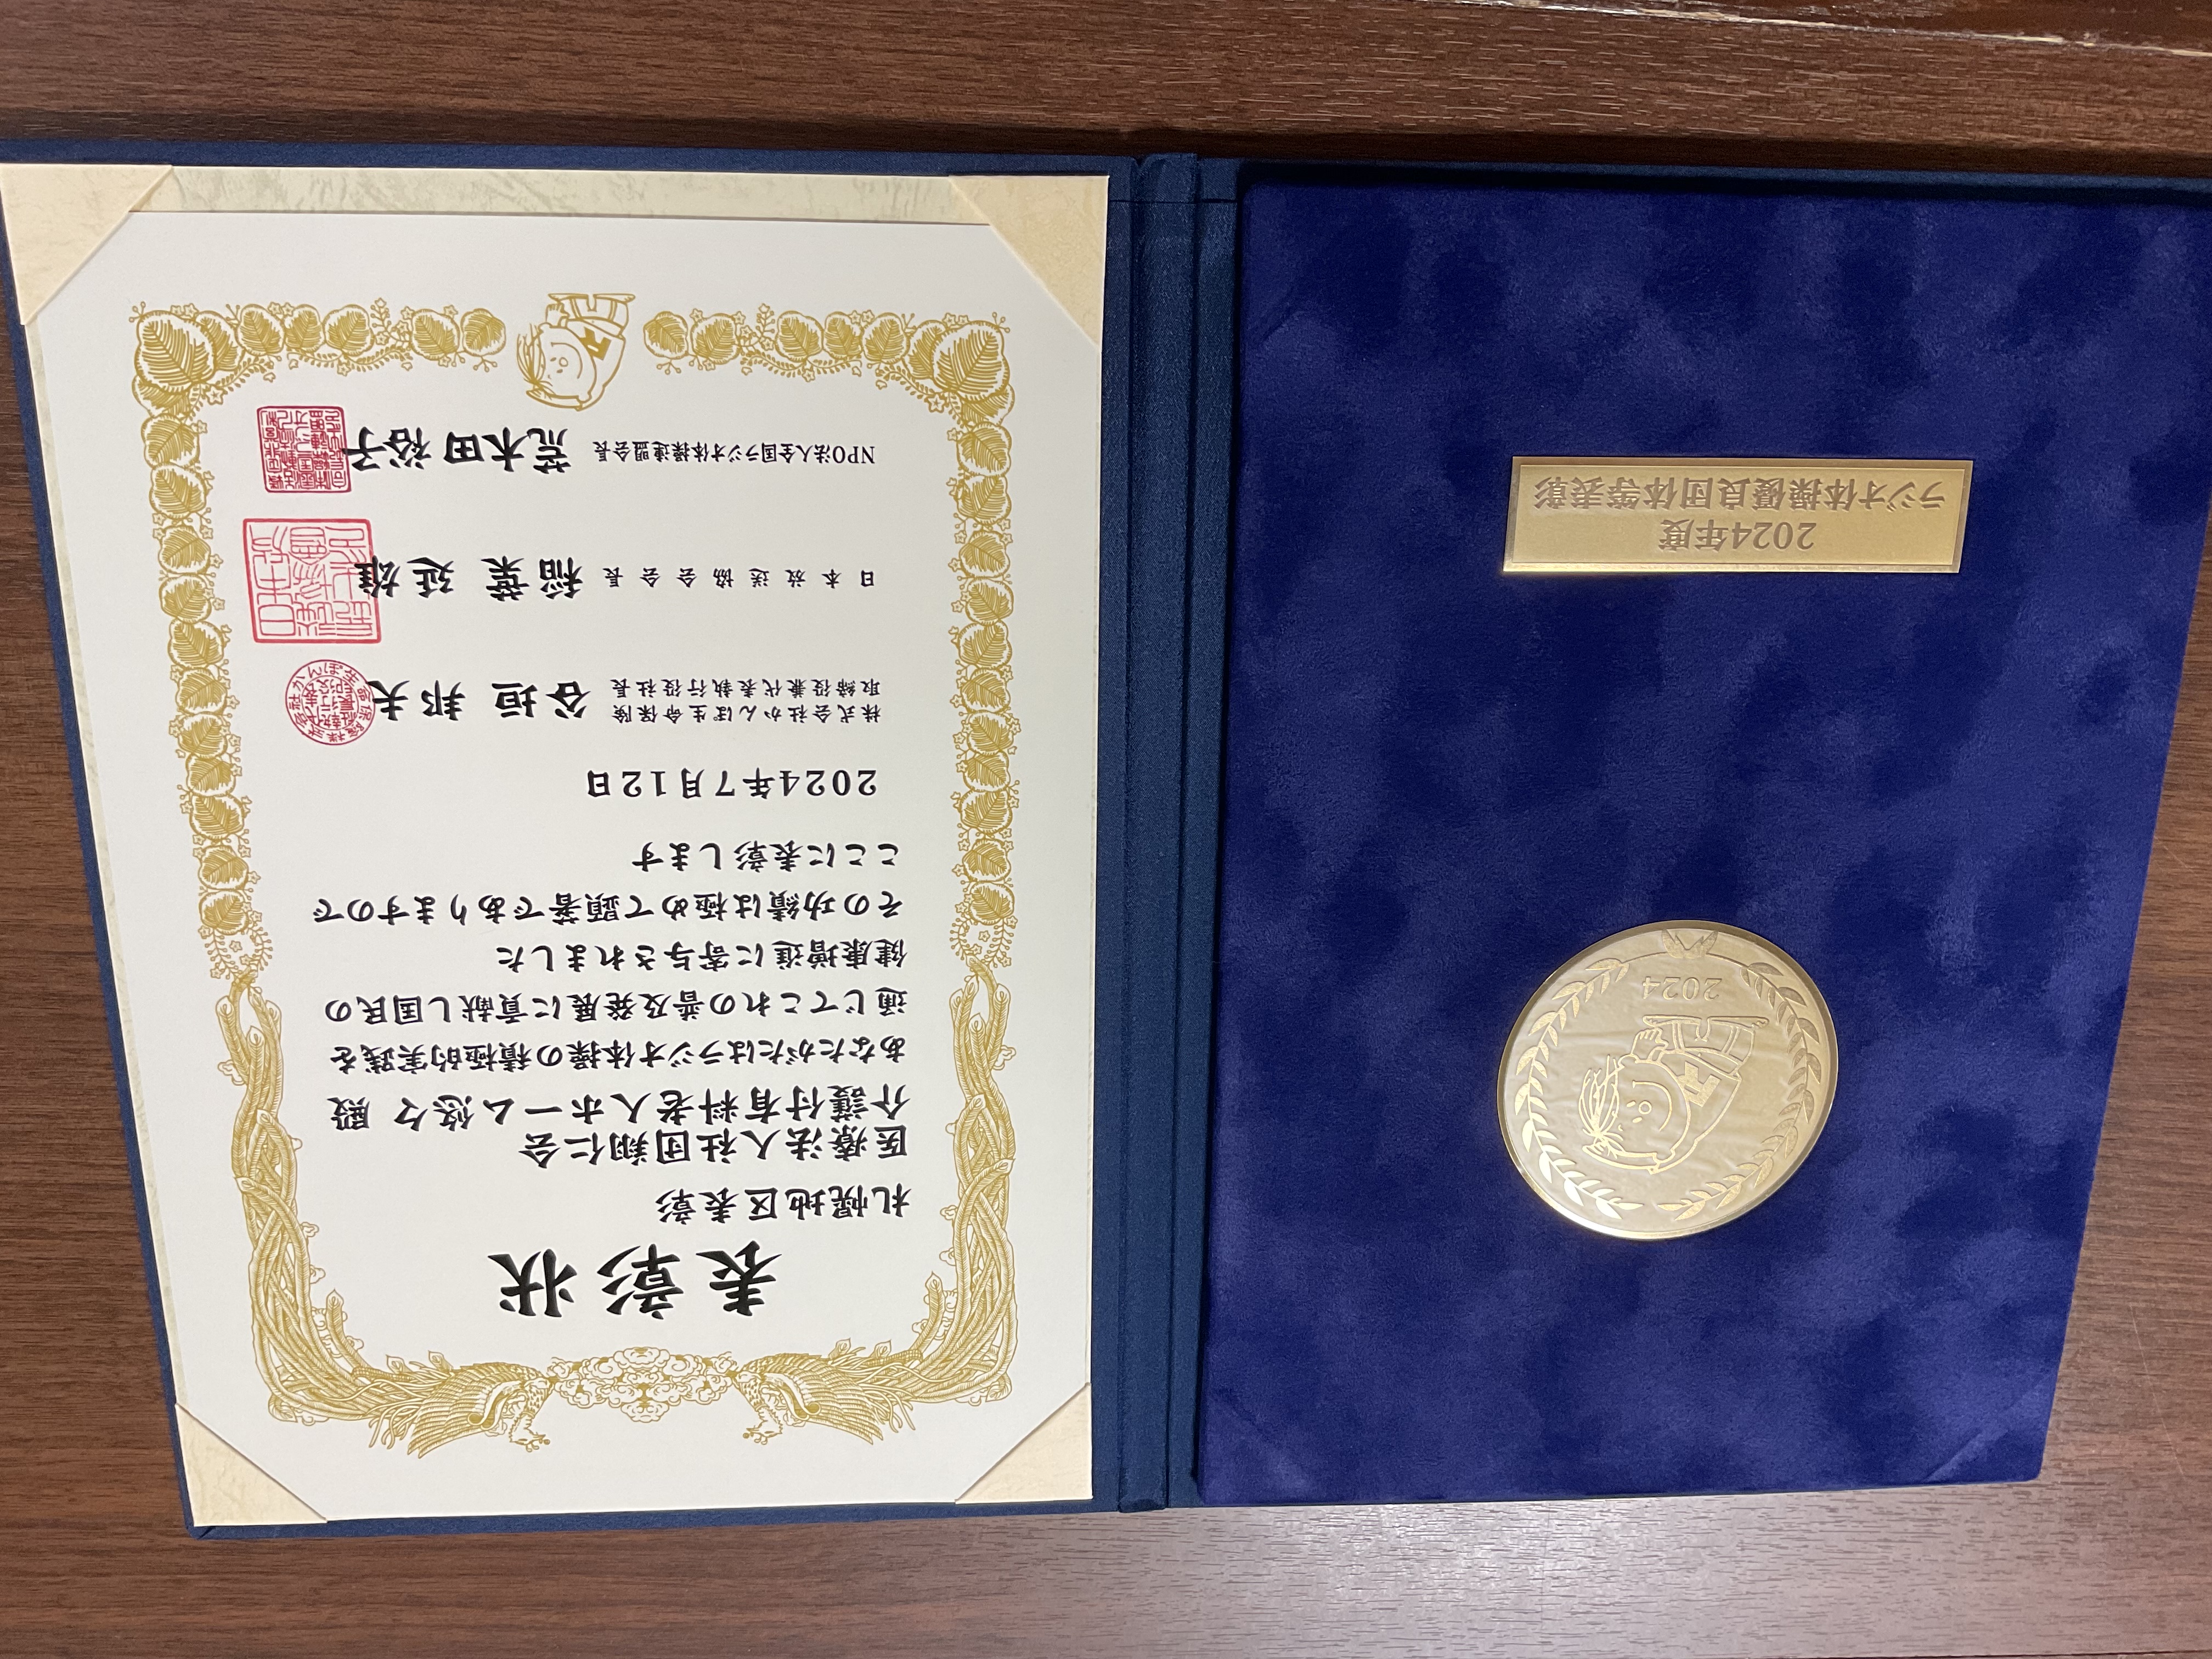 2024
2024年度
ラジオ体操優良団体等表彰
表彰状
札幌地区表彰
医療法人社団翔仁会
介護付有料老人ホーム悠々 殿
あなたがたはラジオ体操の積極的実践を
通じてこれの普及発展に貢献し国民の
健康増進に寄与されました
その功績は極めて顕著でありますので
ここに表彰します
2024年7月12日
株式会社かんぽ生命保険
取締役兼代表執行役社長 谷垣 邦夫
日本放送協会会長 稲葉 延雄
NPO法人全国ラジオ体操連盟会長 荒木田 裕子